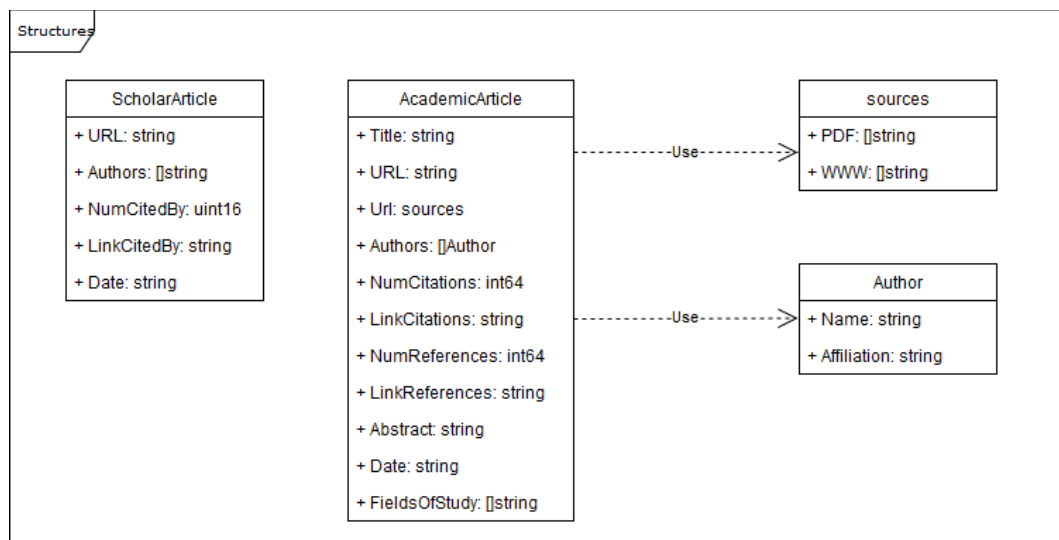 Structures
ScholarArticle
+ URL: string
+ Authors: []string
+ NumCitedBy: uint16
+ LinkCitedBy: string
+ Date: string
AcademicArticle
+ Title: string
+ URL: string
+ Url: sources
+ Authors: []Author
+ NumCitations: int64
+ LinkCitations: string
+ NumReferences: int64
+ LinkReferences: string
+ Abstract: string
+ Date: string
+ FieldsOfStudy: []string
Use
Use
sources
+ PDF: []string
+ WWW: []string
Author
+ Name: string
+ Affiliation: string